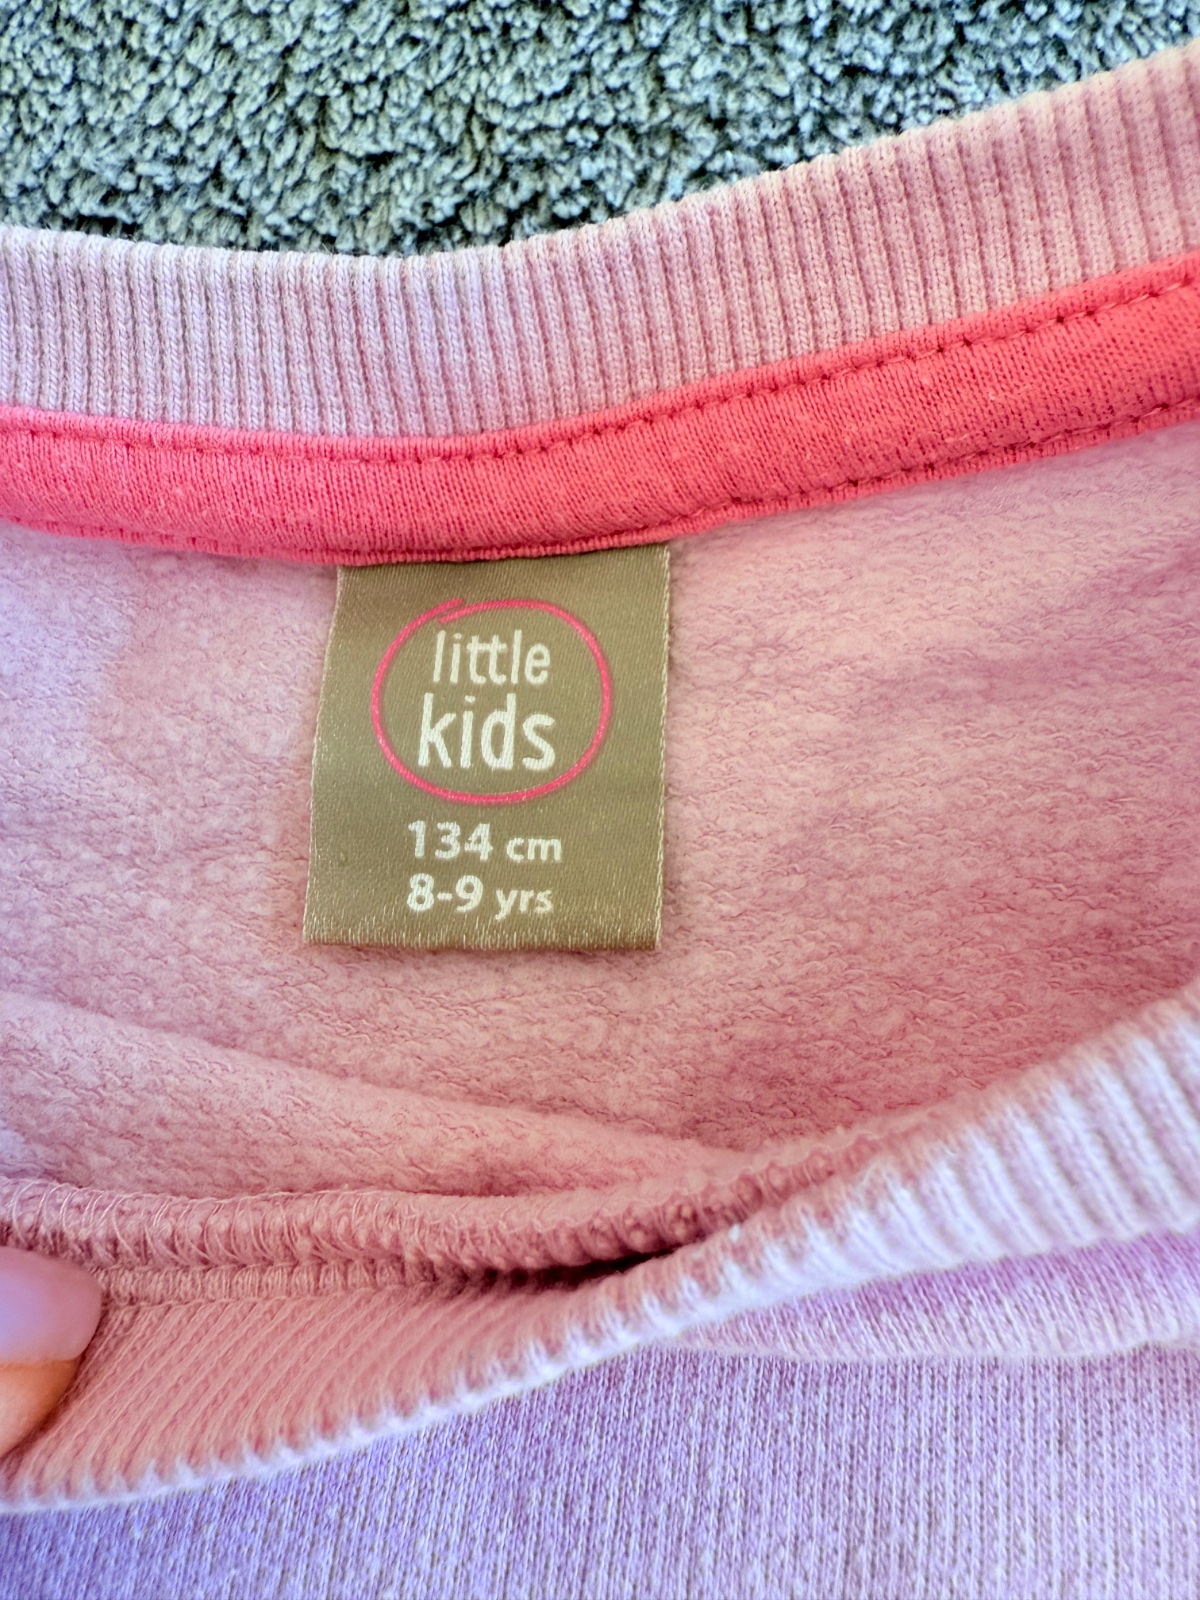 little
kids
134 cm
8-9 yrs